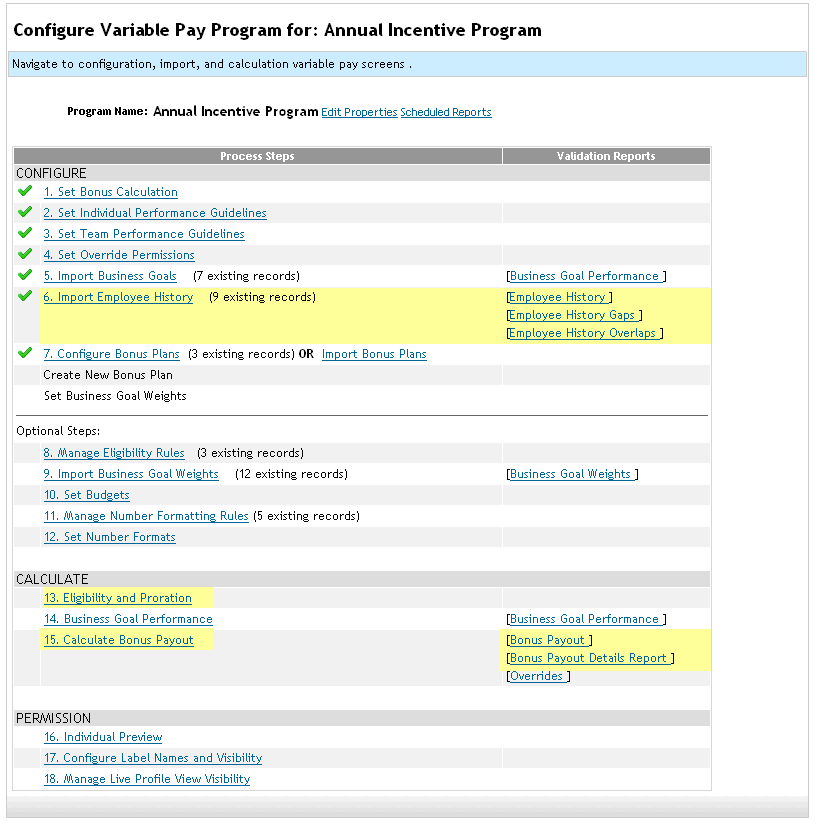 Configure Variable Pay Program for: Annual Incentive Program
Navigate to configuration, import, and calculation variable pay screens .
Program Name: Annual Incentive Program Edit Properties Scheduled Reports
Process Steps Validation Reports
CONFIGURE
1. Set Bonus Calculation
2. Set Individual Performance Guidelines
3. Set Team Performance Guidelines
4. Set Override Permissions
5. Import Business Goals (7 existing records) [Business Goal Performance ]
6. Import Employee History (9 existing records) [Employee History ]
[Employee History Gaps ]
[Employee History Overlaps ]
7. Configure Bonus Plans (3 existing records) OR Import Bonus Plans
Create New Bonus Plan
Set Business Goal Weights
Optional Steps:
8. Manage Eligibility Rules (3 existing records)
9. Import Business Goal Weights (12 existing records) [Business Goal Weights ]
10. Set Budgets
11. Manage Number Formatting Rules (5 existing records)
12. Set Number Formats
CALCULATE
13. Eligibility and Proration
14. Business Goal Performance [Business Goal Performance ]
15. Calculate Bonus Payout [Bonus Payout ]
[Bonus Payout Details Report ]
[Overrides ]
PERMISSION
16. Individual Preview
17. Configure Label Names and Visibility
18. Manage Live Profile View Visibility